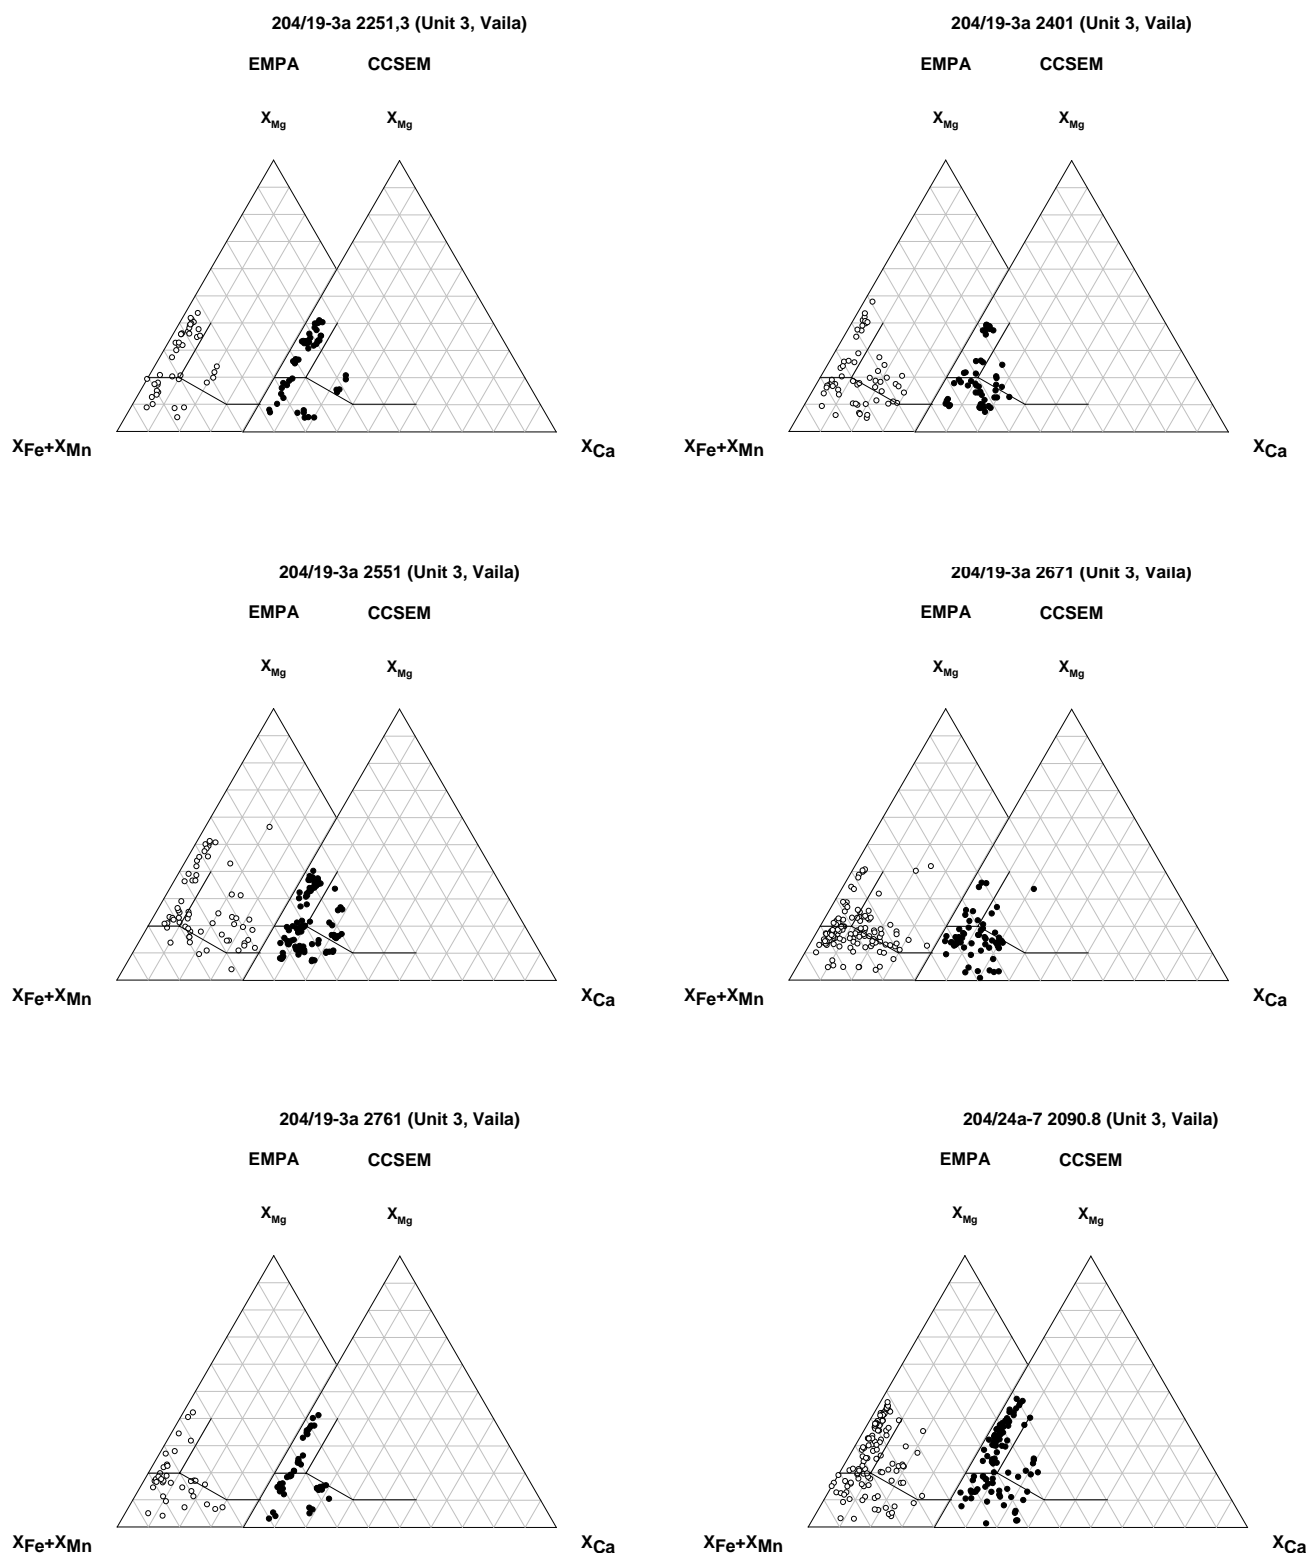 204/19-3a 2251,3 (Unit 3, Vaila)
EMPA CCSEM
XMg XMg
XFe+XMn XCa
204/19-3a 2401 (Unit 3, Vaila)
EMPA CCSEM
XMg XMg
XFe+XMn XCa
204/19-3a 2551 (Unit 3, Vaila)
EMPA CCSEM
XMg XMg
XFe+XMn XCa
204/19-3a 2671 (Unit 3, Vaila)
EMPA CCSEM
XMg XMg
XFe+XMn XCa
204/19-3a 2761 (Unit 3, Vaila)
EMPA CCSEM
XMg XMg
XFe+XMn XCa
204/24a-7 2090.8 (Unit 3, Vaila)
EMPA CCSEM
XMg XMg
XFe+XMn XCa